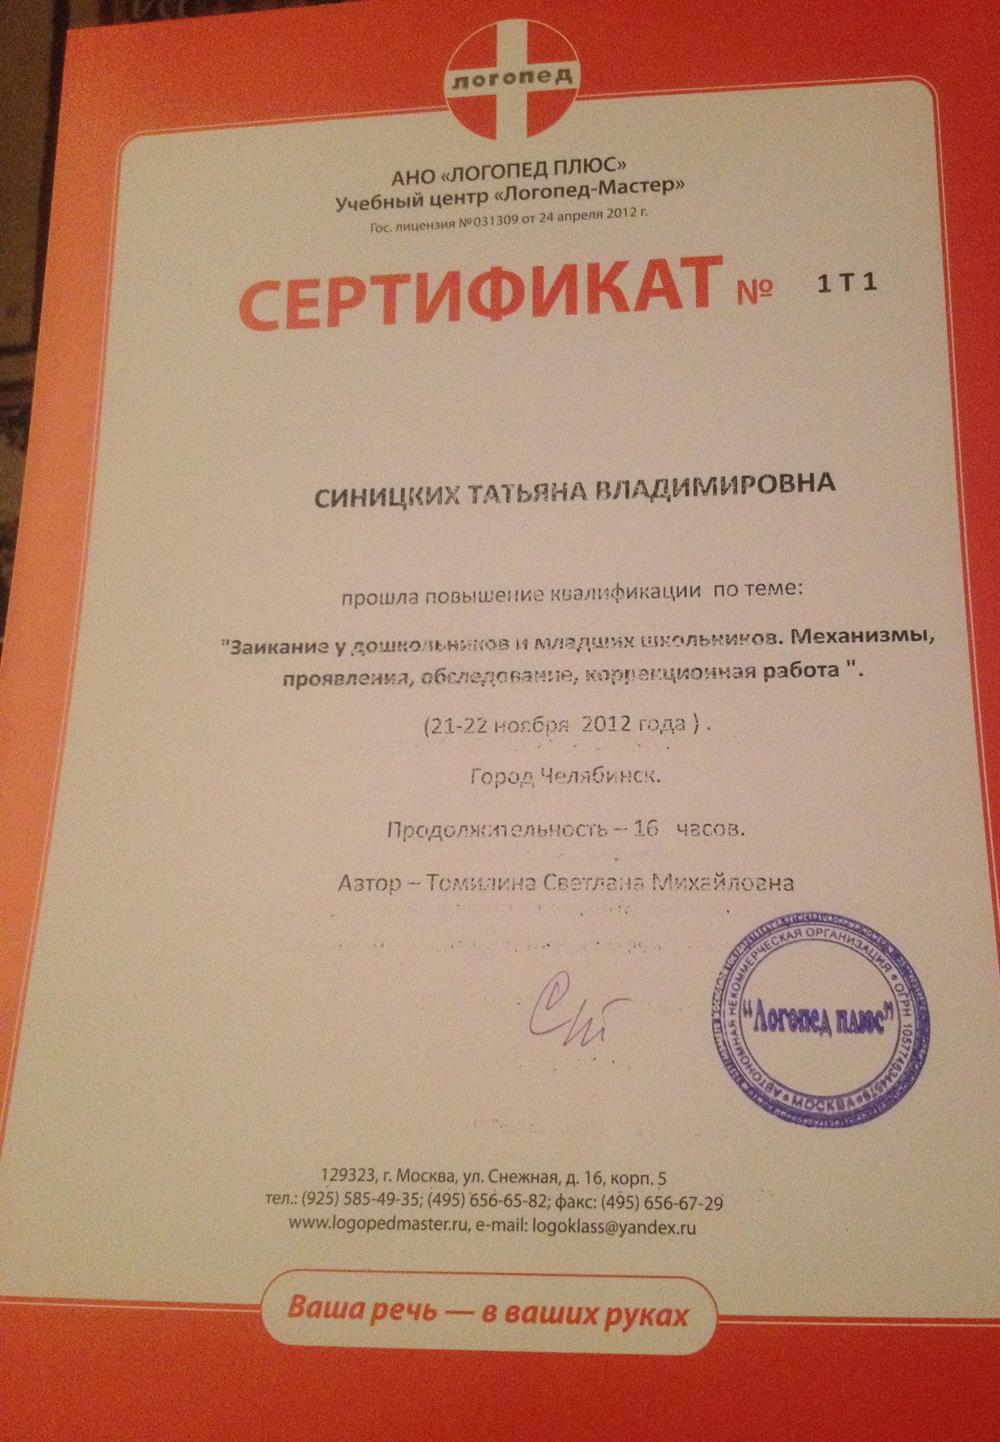 логопед
АНО «ЛОГОПЕД ПЛЮС»
Учебный центр «Логопед-Мастер»
Гос. лицензия №031309 от 24 апреля 2012 г.
СЕРТИФИКАТ № 1Т1
СИНИЦКИХ ТАТЬЯНА ВЛАДИМИРОВНА
прошла повышение квалификации по теме:
"Заикание у дошкольников и младших школьников. Механизмы,
проявления, обследование, коррекционная работа ".
(21-22 ноября 2012 года ) .
Город Челябинск.
Продолжительность – 16 часов.
Автор – Томилина Светлана Михайловна
АВТОНОМНАЯ НЕКОММЕРЧЕСКАЯ ОРГАНИЗАЦИЯ • ОГРН
"Логопед плюс"
• МОСКВА •
129323, г. Москва, ул. Снежная, д. 16, корп. 5
тел.: (925) 585-49-35; (495) 656-65-82; факс: (495) 656-67-29
www.logopedmaster.ru, e-mail: logoklass@yandex.ru
Ваша речь — в ваших руках